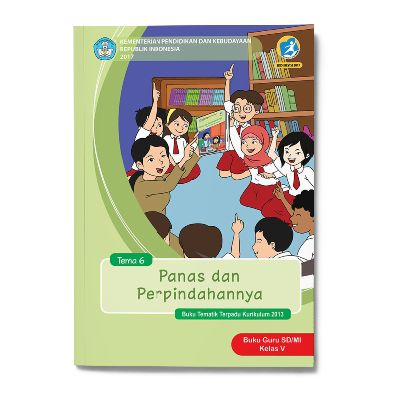 KEMENTERIAN PENDIDIKAN DAN KEBUDAYAAN
REPUBLIK INDONESIA
2017
Tema 6
Panas dan
Perpindahannya
Buku Tematik Terpadu Kurikulum 2013
Buku Guru SD/MI
Kelas V